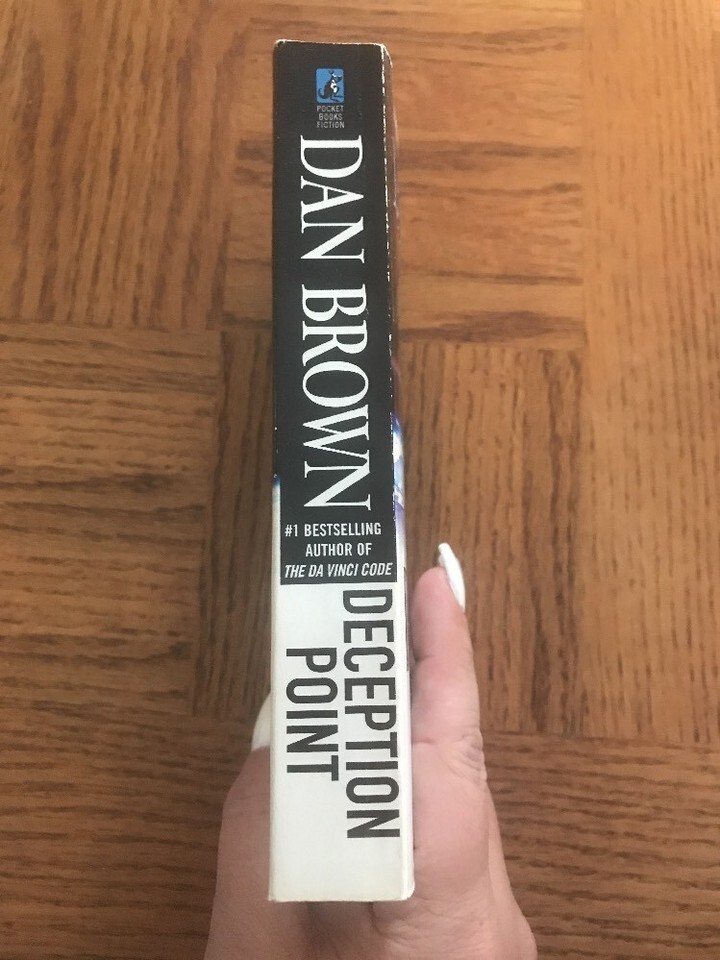 POCKET
BOOKS
FICTION
DAN BROWN
#1 BESTSELLING
AUTHOR OF
THE DA VINCI CODE
DECEPTION
POINT